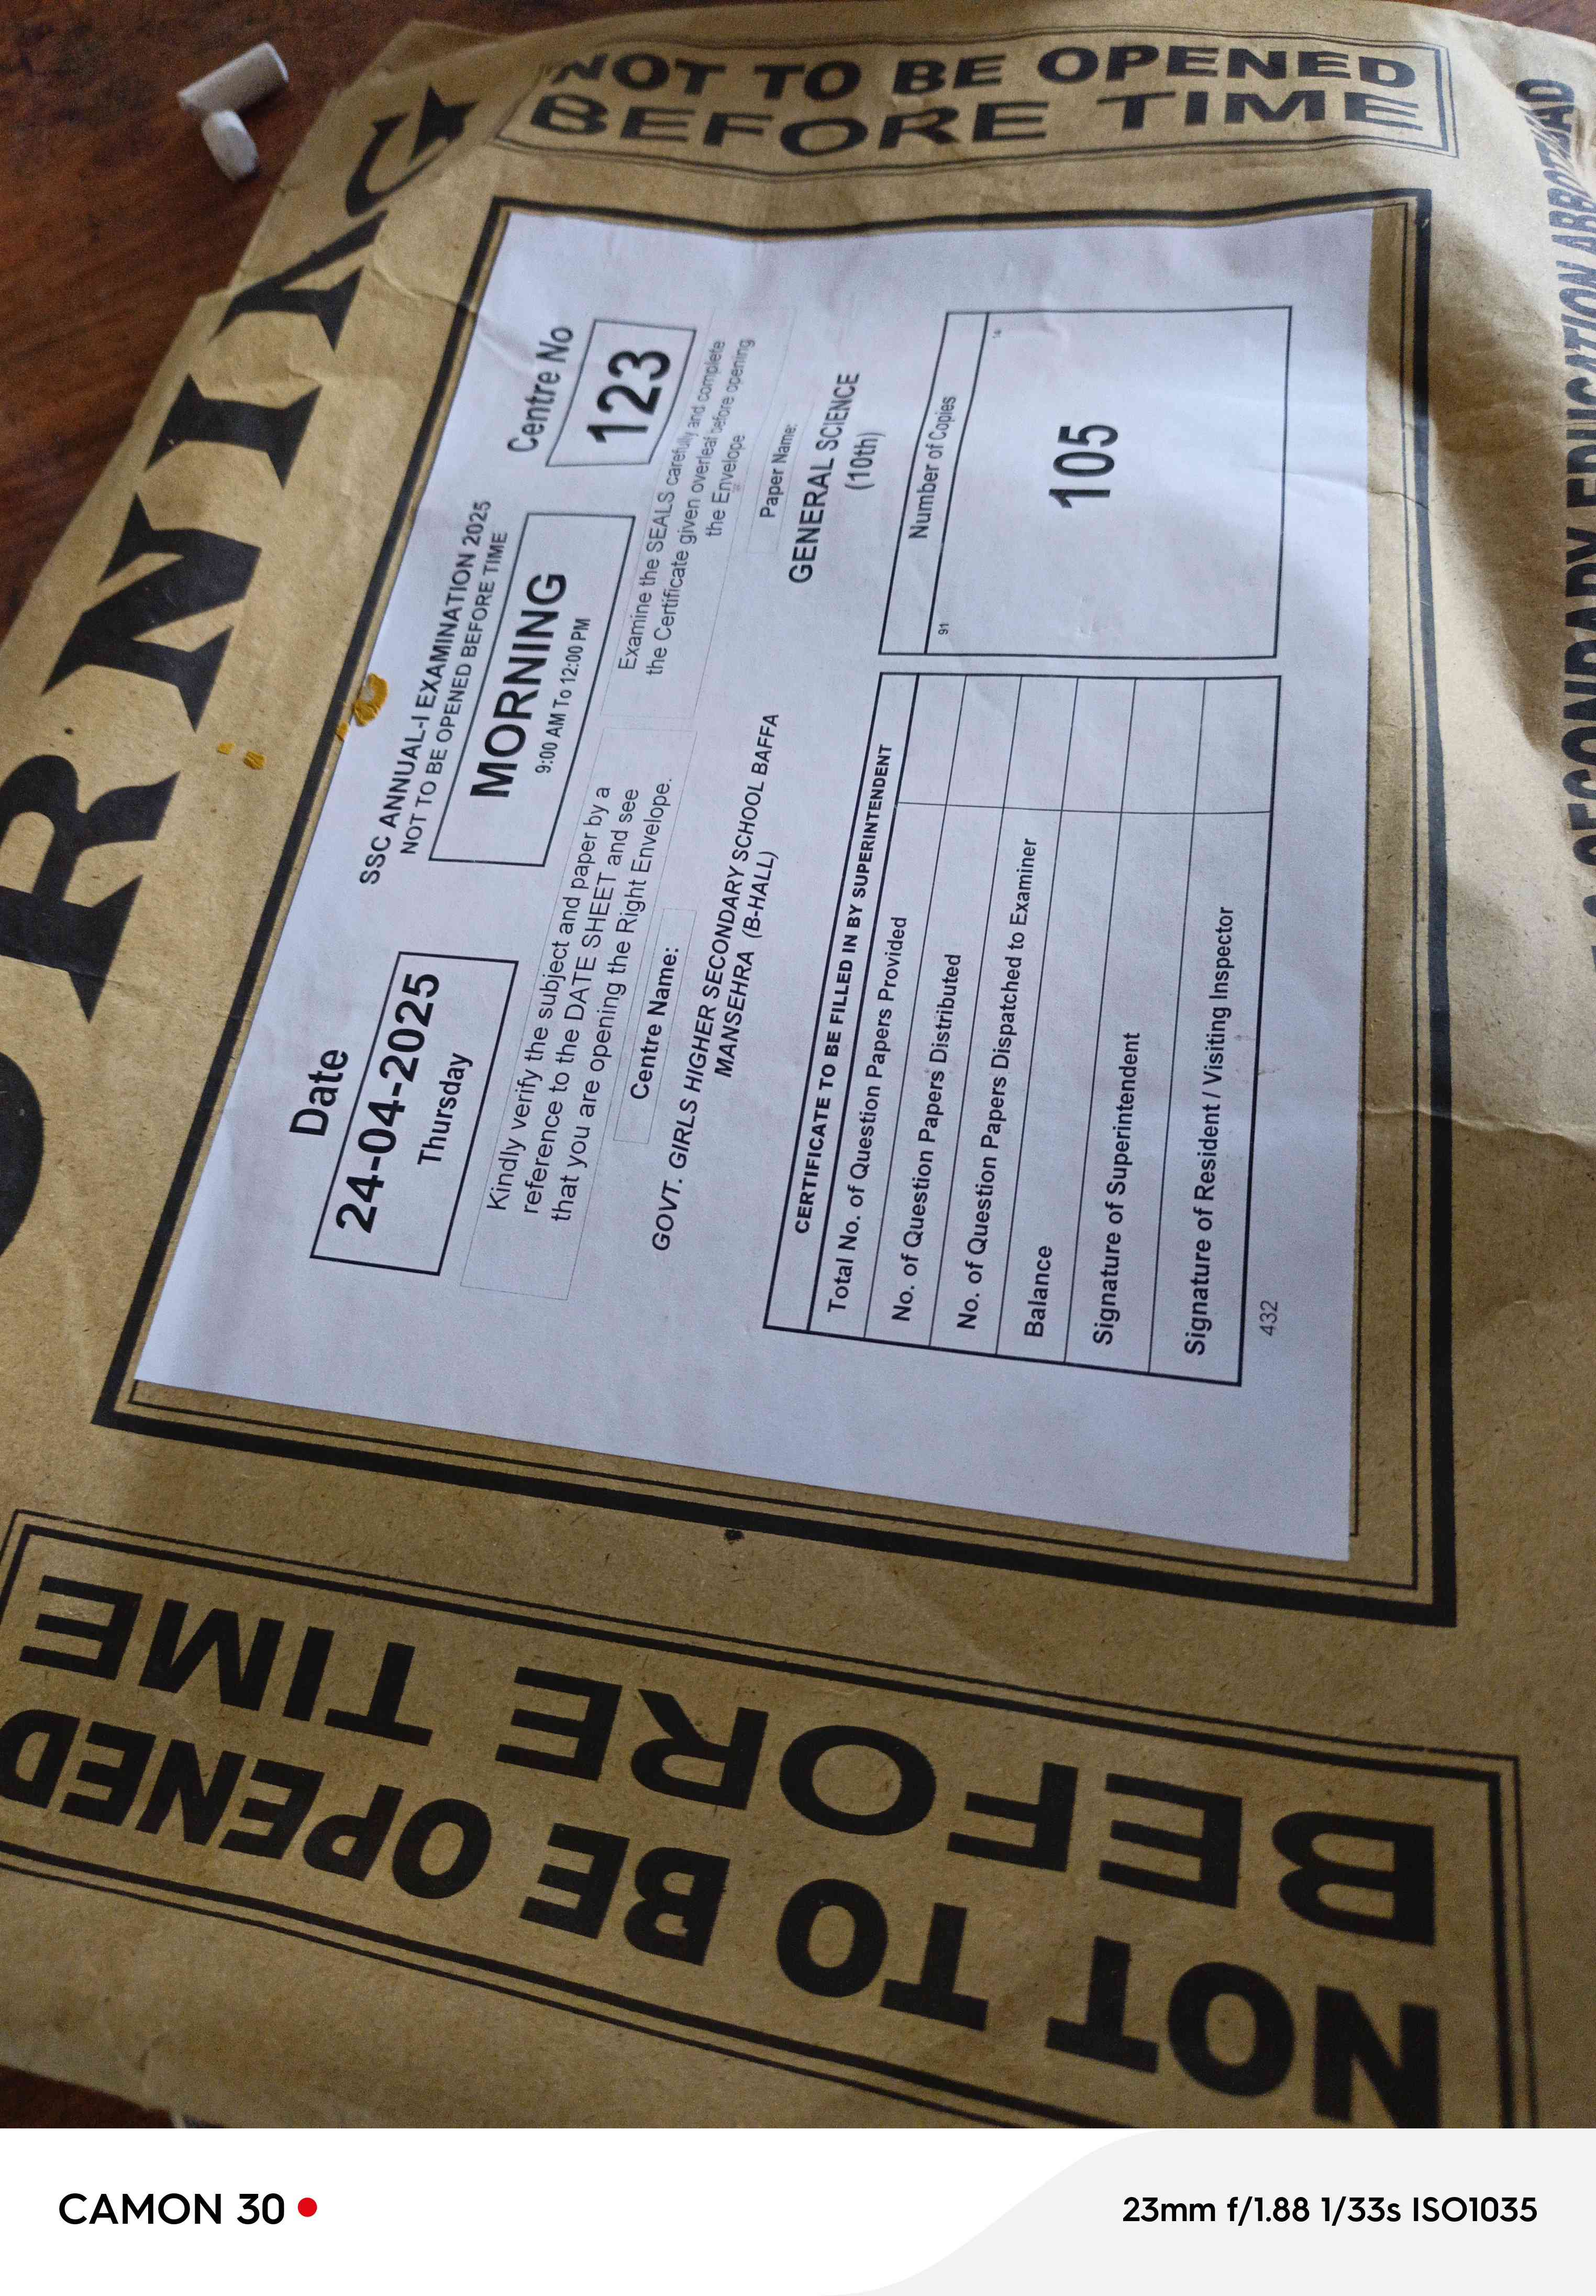 NOT TO BE OPENED
BEFORE TIME
RNING
Date
24-04-2025
Thursday
SSC ANNUAL-I EXAMINATION 2025
NOT TO BE OPENED BEFORE TIME
MORNING
9:00 AM To 12:00 PM
Centre No
123
Kindly verify the subject and paper by a
reference to the DATE SHEET and see
that you are opening the Right Envelope.
Examine the SEALS carefully and complete
the Certificate given overleaf before opening
the Envelope
Centre Name:
GOVT. GIRLS HIGHER SECONDARY SCHOOL BAFFA
MANSEHRA (B-HALL)
Paper Name:
GENERAL SCIENCE
(10th)
CERTIFICATE TO BE FILLED IN BY SUPERINTENDENT
Total No. of Question Papers Provided
No. of Question Papers Distributed
No. of Question Papers Dispatched to Examiner
Balance
Signature of Superintendent
Signature of Resident / Visiting Inspector
432
Number of Copies
91
105
SECONDARY EDUCATION ABBOTTABAD
NOT TO BE OPENED
BEFORE TIME
CAMON 30
23mm f/1.88 1/33s ISO1035